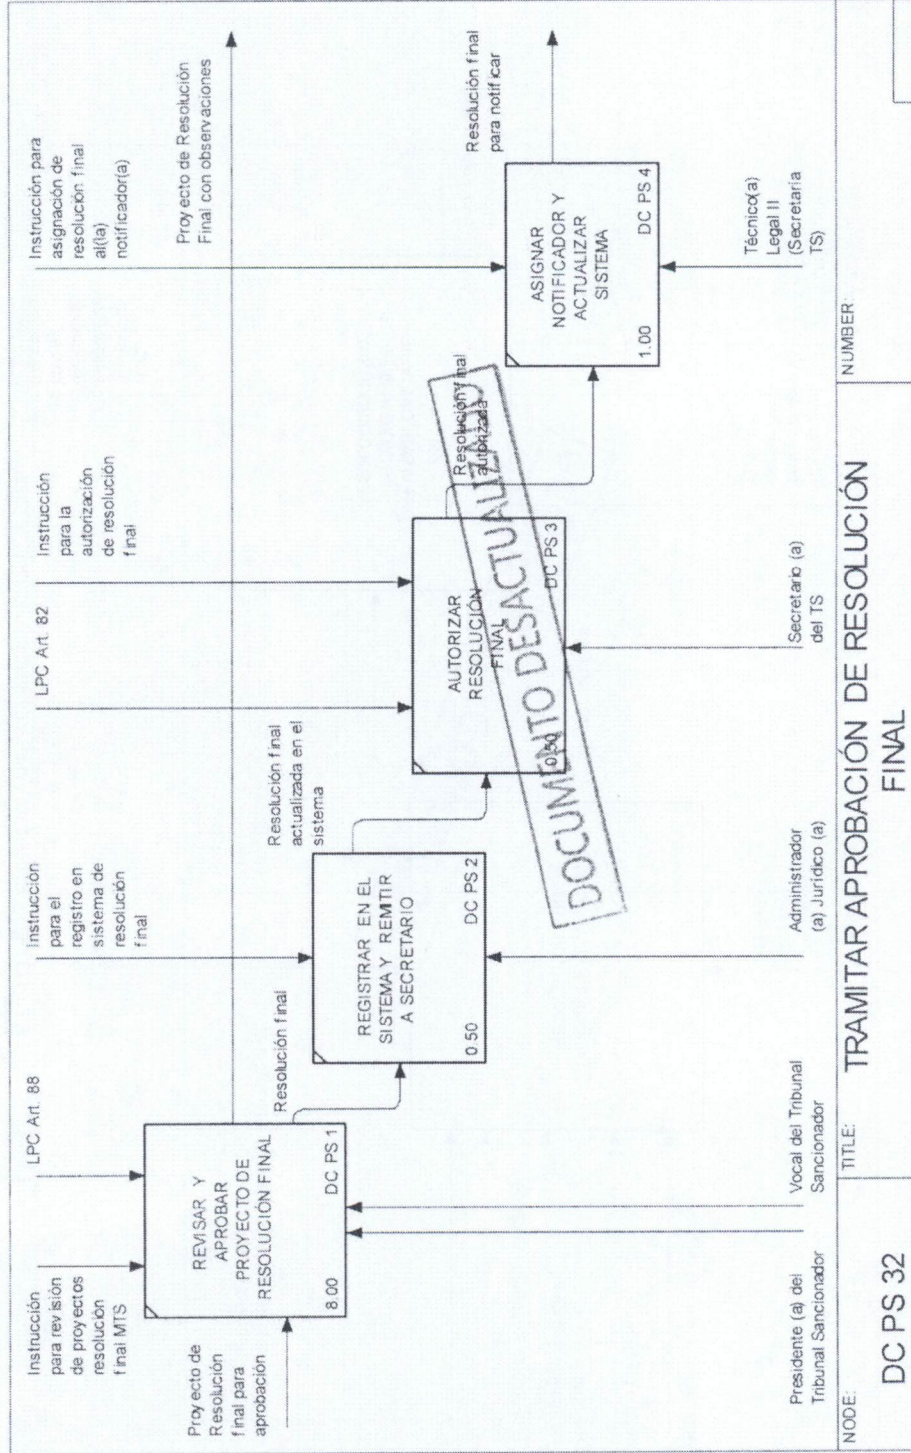 Instrucción
para revisión
de proyectos
resolución
final MTS
LPC Art. 88
Instrucción
para el
registro en
sistema de
resolución
final
LPC Art. 82
Instrucción
para la
autorización
de resolución
final
Instrucción para
asignación de
resolución final
al(la)
notificador(a)
Proyecto de Resolución
Final con observaciones
Proyecto de
Resolución
final para
aprobación
REVISAR Y
APROBAR
PROYECTO DE
RESOLUCIÓN FINAL
8.00 DC PS 1
Resolución final
REGISTRAR EN EL
SISTEMA Y REMITIR
A SECRETARIO
0.50 DC PS 2
Resolución final
actualizada en el
sistema
AUTORIZAR
RESOLUCIÓN
FINAL
0.50 DC PS 3
Resolución final
autorizada
DOCUMENTO DESACTUALIZADO
ASIGNAR
NOTIFICADOR Y
ACTUALIZAR
SISTEMA
1.00 DC PS 4
Resolución final
para notificar
Presidente (a) del
Tribunal Sancionador
Vocal del Tribunal
Sancionador
Administrador
(a) Jurídico (a)
Secretario (a)
del TS
Técnico(a)
Legal II
(Secretaría
TS)
NODE:
DC PS 32
TITLE:
TRAMITAR APROBACIÓN DE RESOLUCIÓN
FINAL
NUMBER: